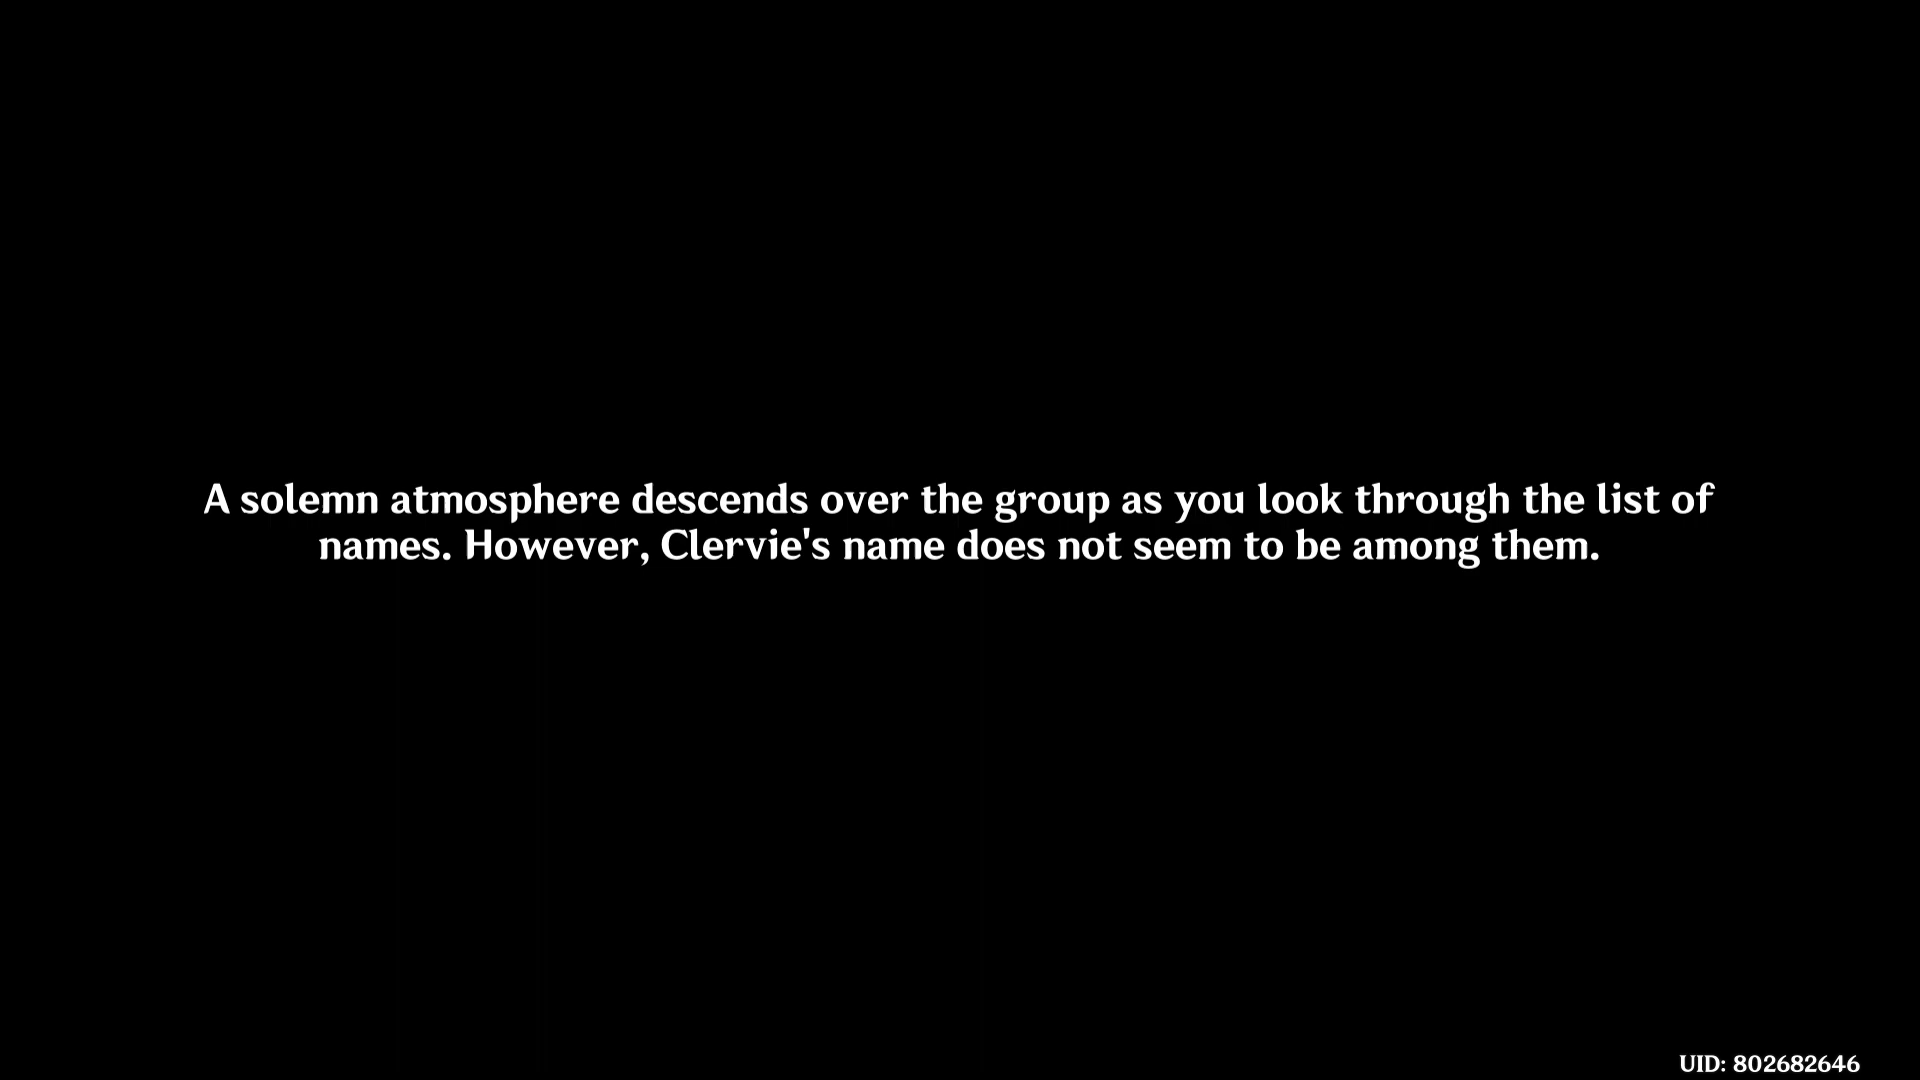 A solemn atmosphere descends over the group as you look through the list of
names. However, Clervie's name does not seem to be among them.
UID: 802682646